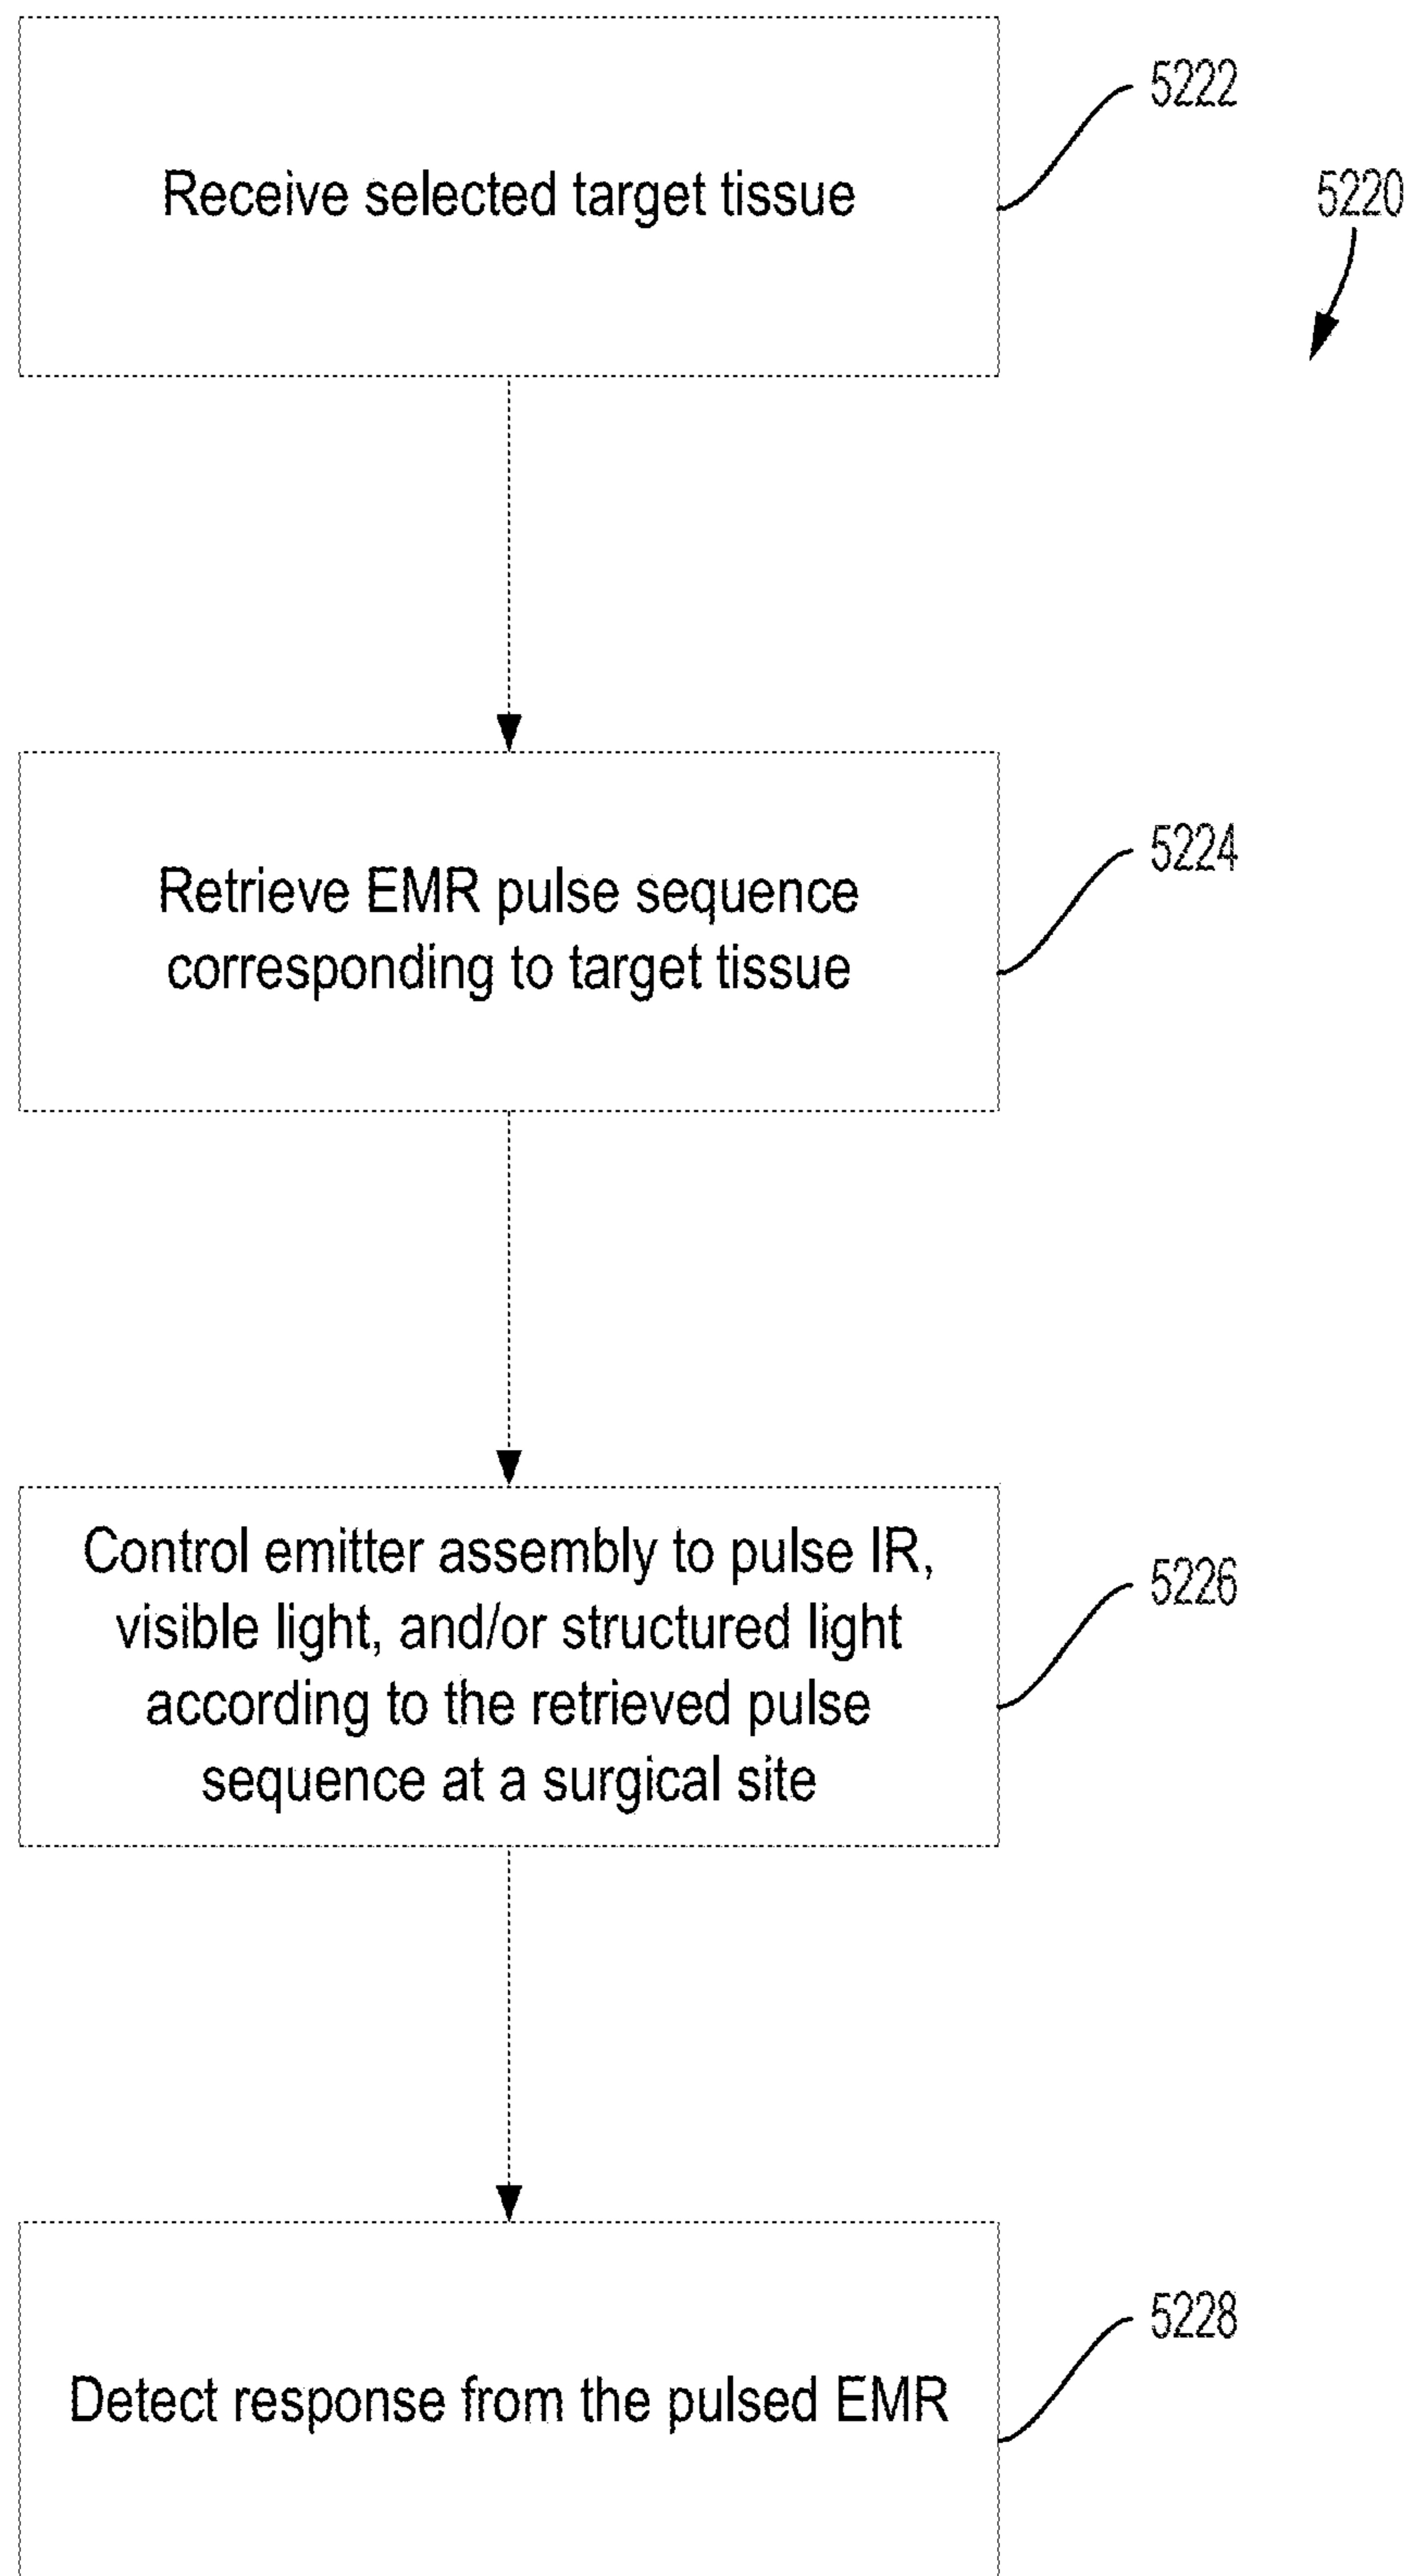 Receive selected target tissue
5222
5220
Retrieve EMR pulse sequence
corresponding to target tissue
5224
Control emitter assembly to pulse IR,
visible light, and/or structured light
according to the retrieved pulse
sequence at a surgical site
5226
Detect response from the pulsed EMR
5228